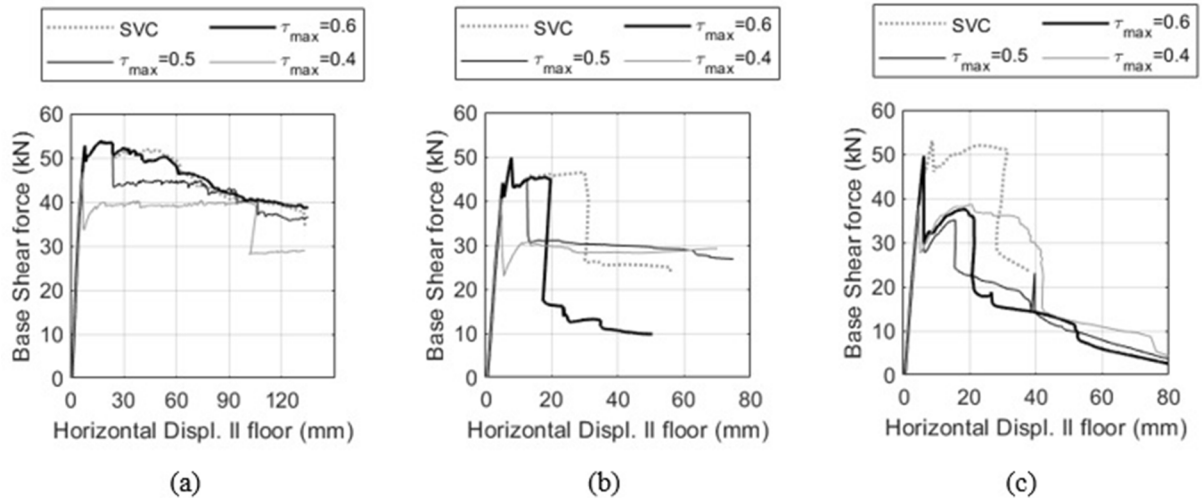 SVC τmax=0.6
τmax=0.5 τmax=0.4
60
50
40
30
20
10
0
Base Shear force (kN)
0 30 60 90 120
Horizontal Displ. II floor (mm)
(a)
SVC τmax=0.6
τmax=0.5 τmax=0.4
60
50
40
30
20
10
0
Base Shear force (kN)
0 20 40 60 80
Horizontal Displ. II floor (mm)
(b)
SVC τmax=0.6
τmax=0.5 τmax=0.4
60
50
40
30
20
10
0
Base Shear force (kN)
0 20 40 60 80
Horizontal Displ. II floor (mm)
(c)